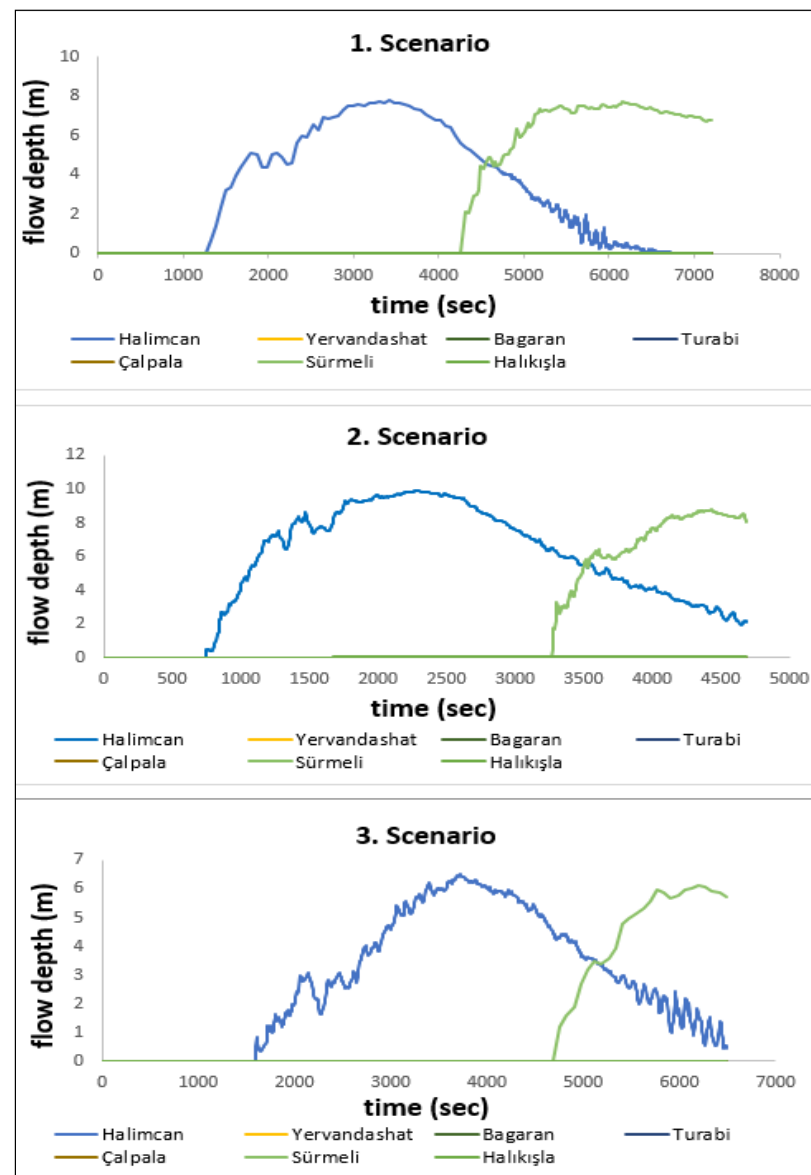 1. Scenario
10
8
6
4
2
0
flow depth (m)
0 1000 2000 3000 4000 5000 6000 7000 8000
time (sec)
Halimcan Yervandashat Bagaran Turabi
Çalpala Sürmeli Halıkışla
2. Scenario
12
10
8
6
4
2
0
flow depth (m)
0 500 1000 1500 2000 2500 3000 3500 4000 4500 5000
time (sec)
Halimcan Yervandashat Bagaran Turabi
Çalpala Sürmeli Halıkışla
3. Scenario
7
6
5
4
3
2
1
0
flow depth (m)
0 1000 2000 3000 4000 5000 6000 7000
time (sec)
Halimcan Yervandashat Bagaran Turabi
Çalpala Sürmeli Halıkışla